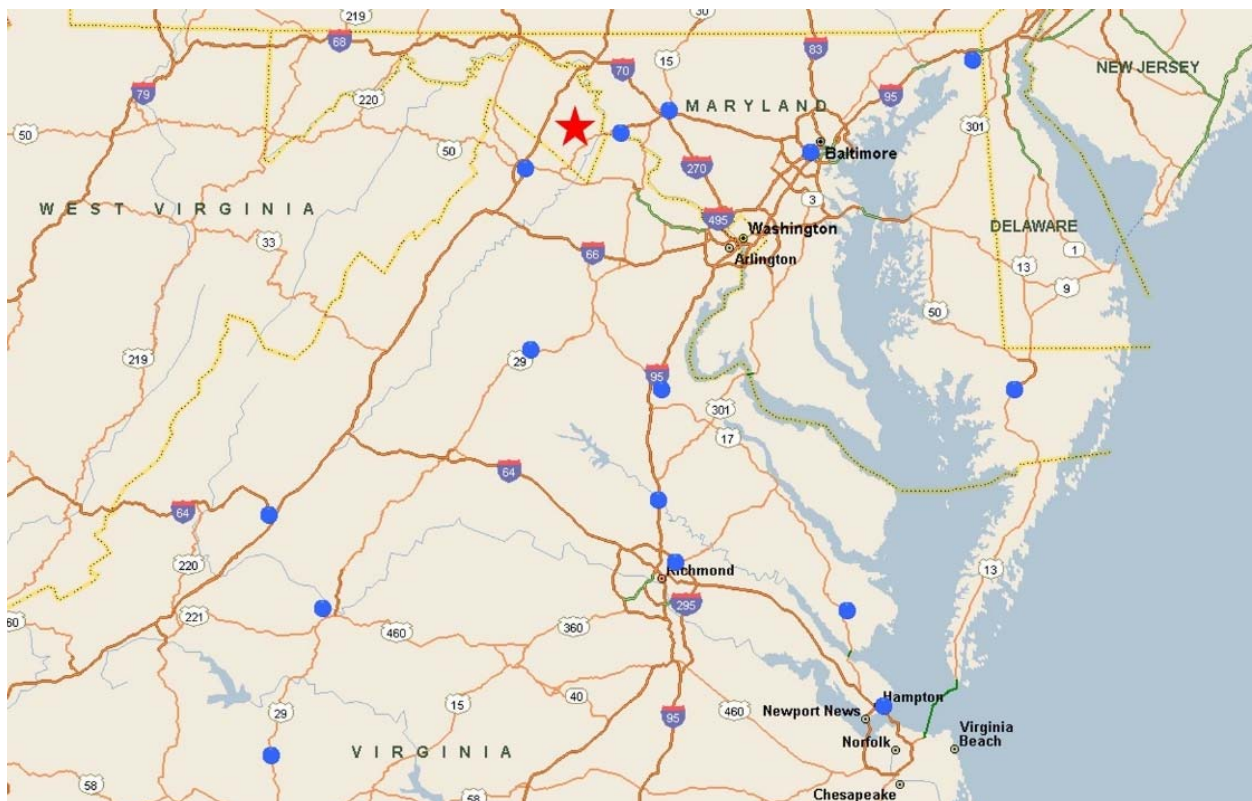 219
68
83
70
15
NEW JERSEY
79
220
95
MARYLAND
301
50
50
Baltimore
270
3
WEST VIRGINIA
495
Washington
DELAWARE
33
66
Arlington
1
13
9
50
219
29
95
301
17
64
64
13
220
Richmond
60
221
460
360
295
40
15
460
Hampton
29
95
Newport News
Virginia
Beach
Norfolk
VIRGINIA
58
58
58
Chesapeake